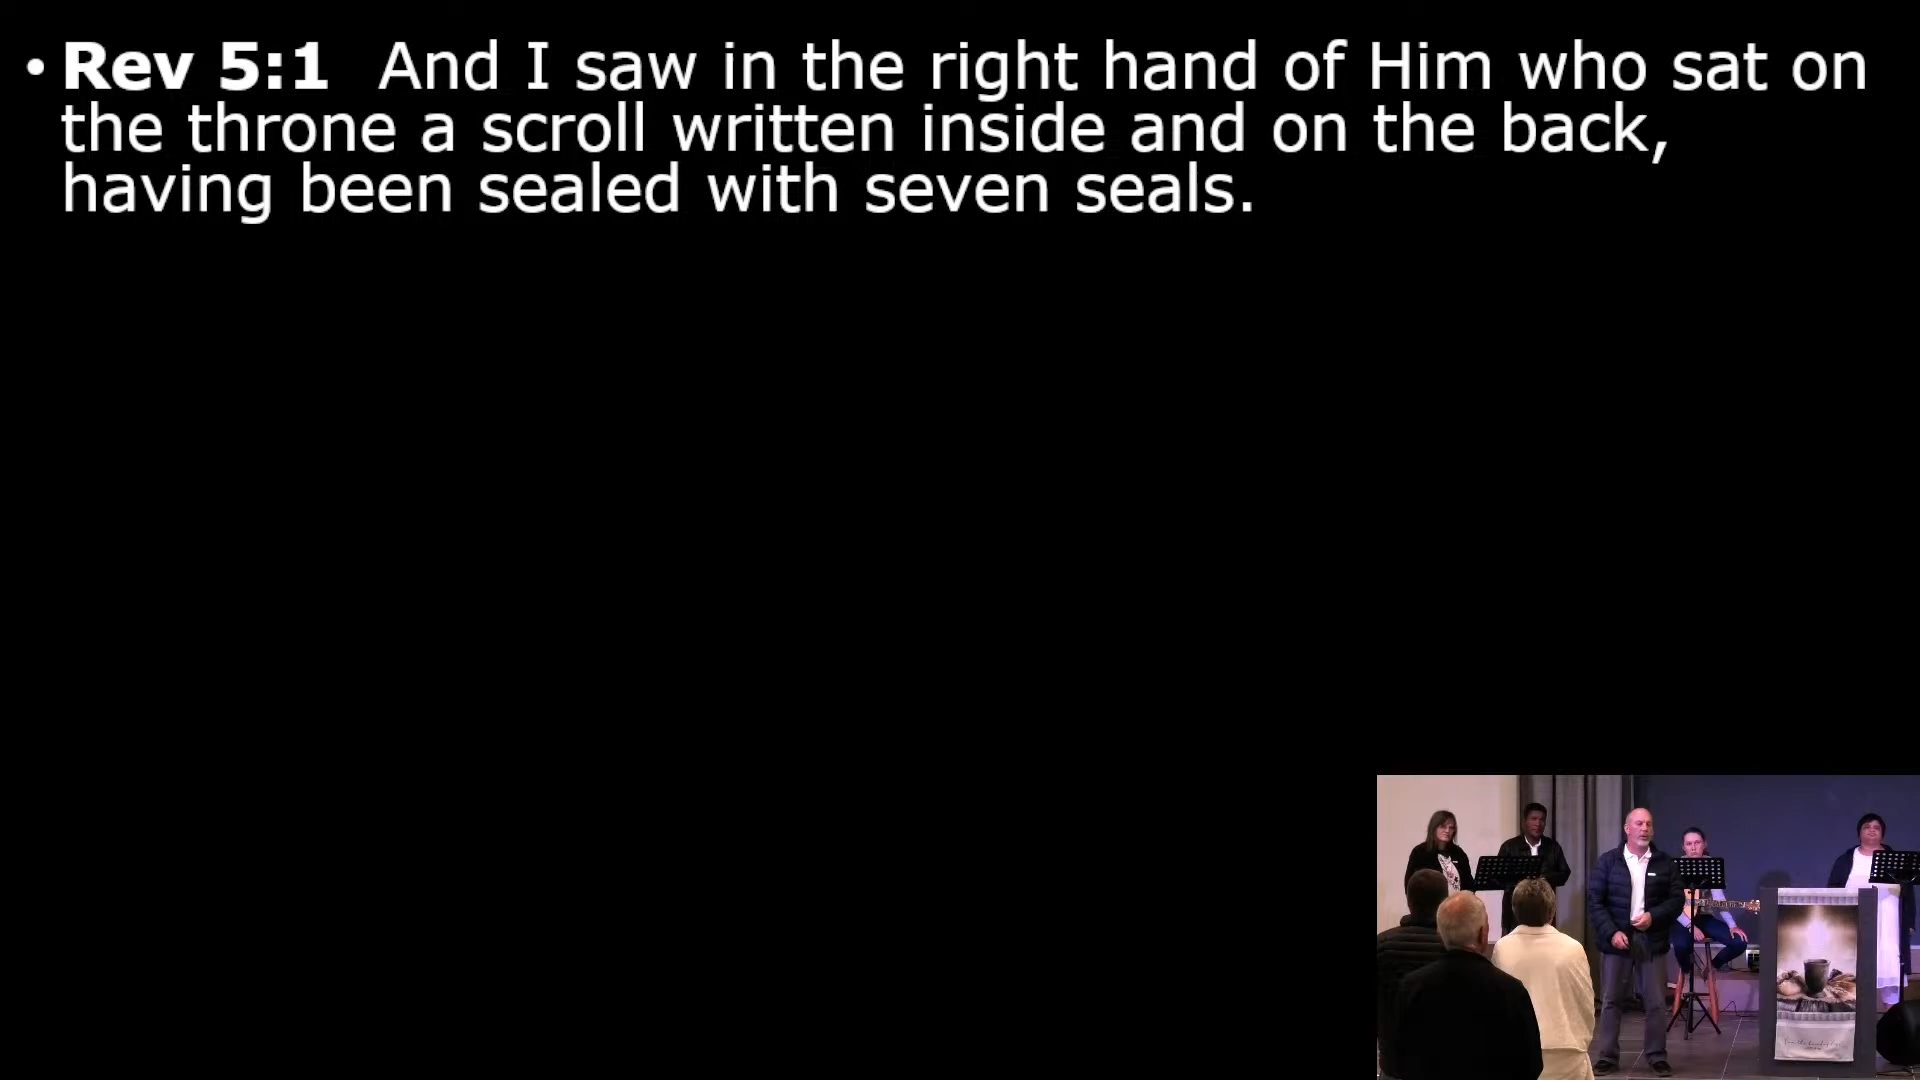 • Rev 5:1 And I saw in the right hand of Him who sat on
the throne a scroll written inside and on the back,
having been sealed with seven seals.